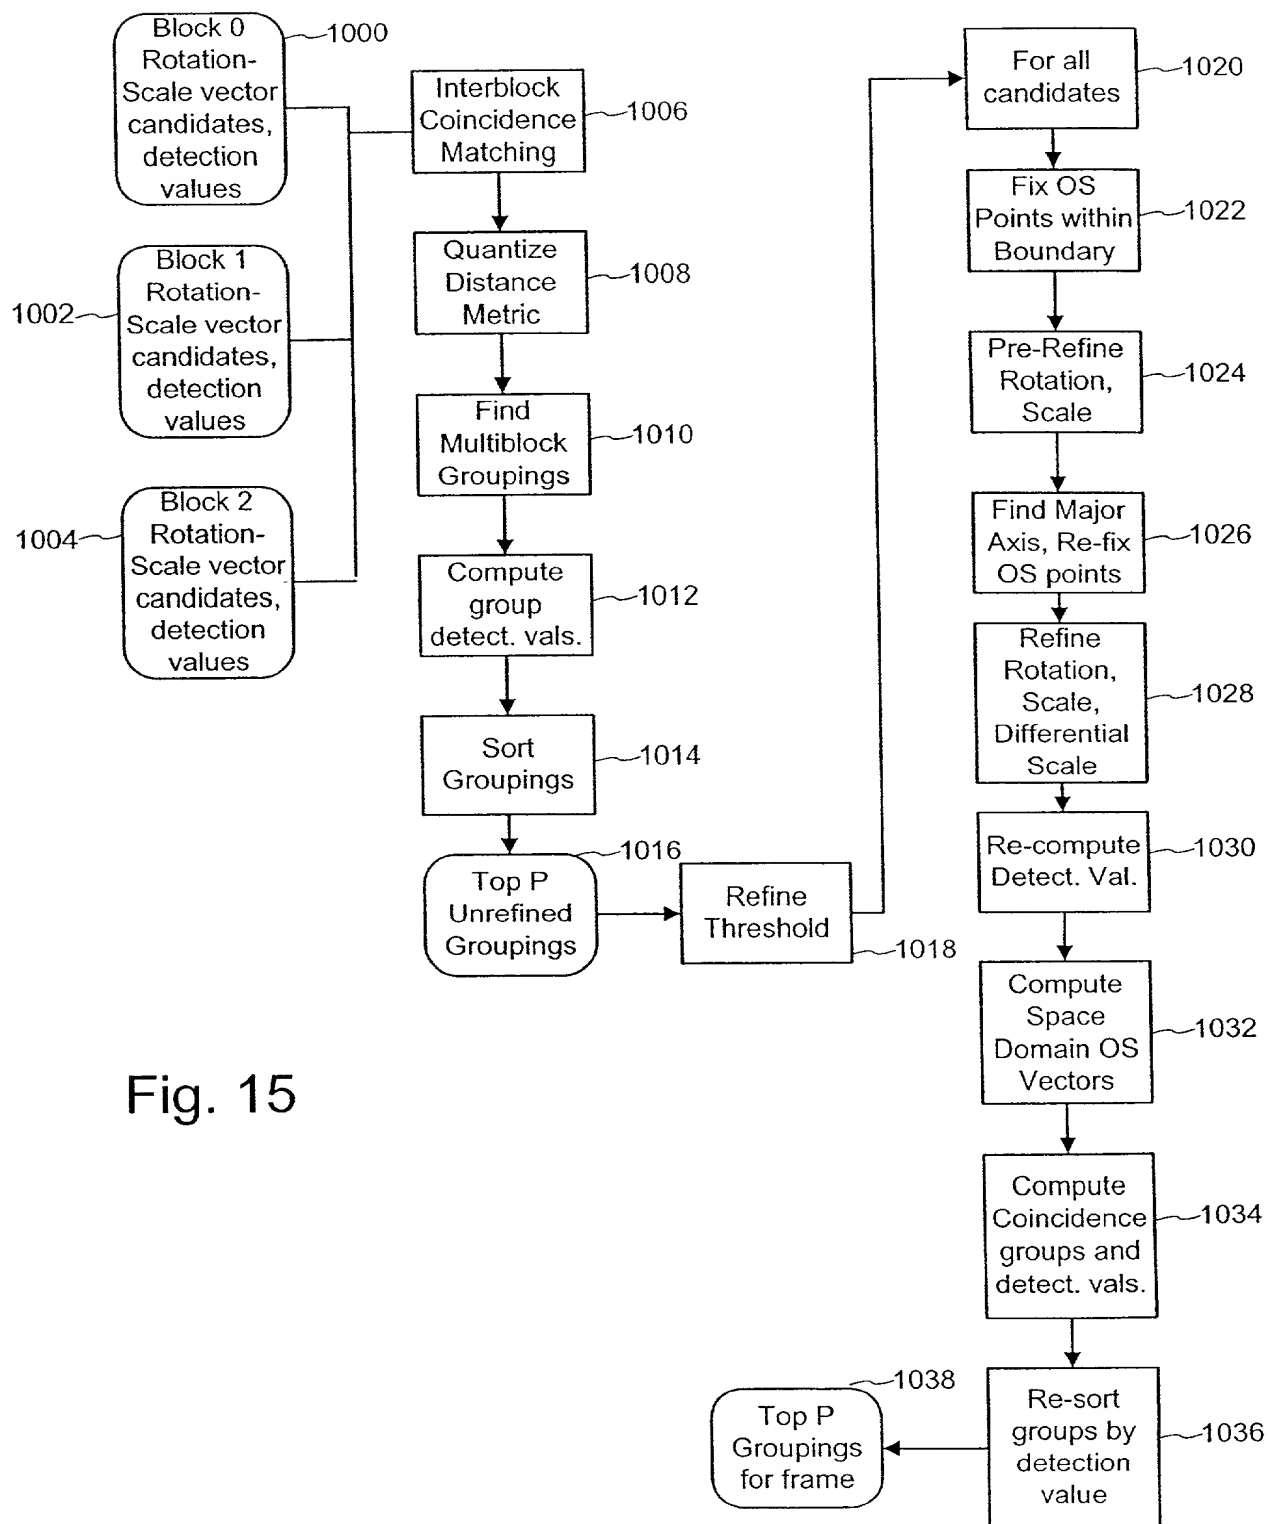 Block 0
Rotation-
Scale vector
candidates,
detection
values
1000
Block 1
Rotation-
Scale vector
candidates,
detection
values
1002
Block 2
Rotation-
Scale vector
candidates,
detection
values
1004
Interblock
Coincidence
Matching
1006
Quantize
Distance
Metric
1008
Find
Multiblock
Groupings
1010
Compute
group
detect. vals.
1012
Sort
Groupings
1014
1016
Top P
Unrefined
Groupings
Refine
Threshold
1018
For all
candidates
1020
Fix OS
Points within
Boundary
1022
Pre-Refine
Rotation,
Scale
1024
Find Major
Axis, Re-fix
OS points
1026
Refine
Rotation,
Scale,
Differential
Scale
1028
Re-compute
Detect. Val.
1030
Compute
Space
Domain OS
Vectors
1032
Compute
Coincidence
groups and
detect. vals.
1034
Re-sort
groups by
detection
value
1036
1038
Top P
Groupings
for frame
Fig. 15